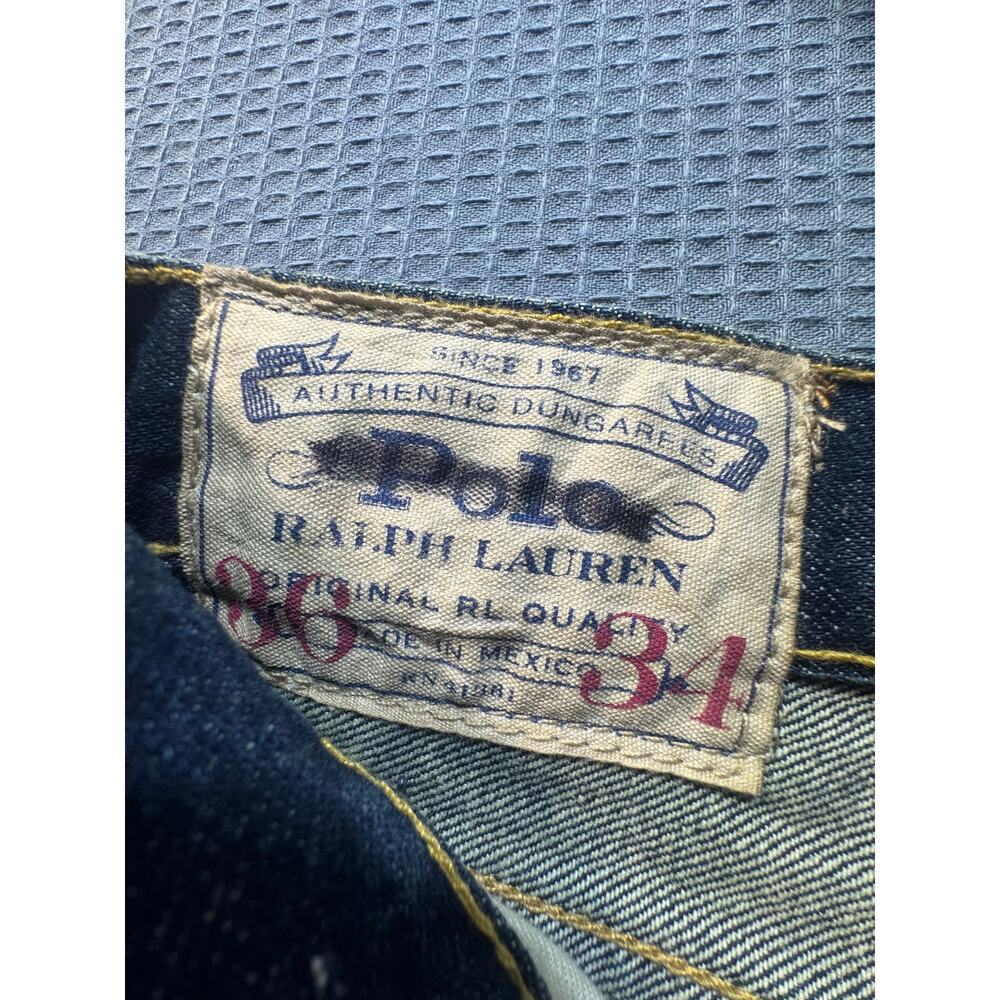 SINCE 1967
AUTHENTIC DUNGAREES
Polo
RALPH LAUREN
ORIGINAL RL QUALITY
36 34
MADE IN MEXICO